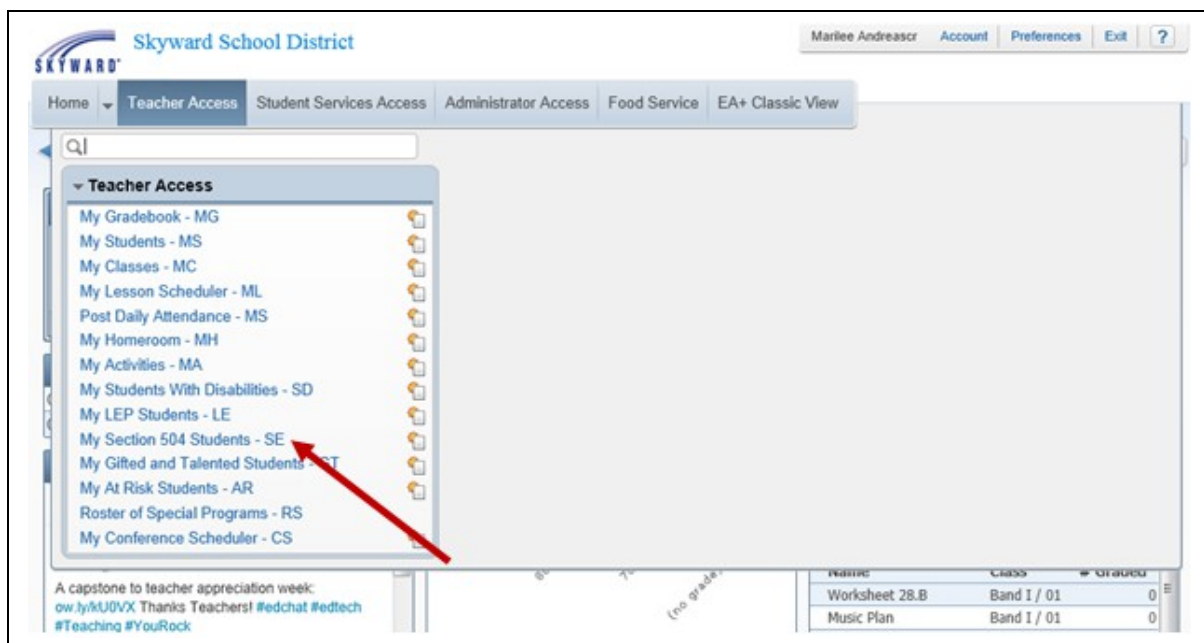 SKYWARD
Skyward School District
Marilee Andreascr Account Preferences Exit ?
Home Teacher Access Student Services Access Administrator Access Food Service EA+ Classic View
Teacher Access
My Gradebook - MG
My Students - MS
My Classes - MC
My Lesson Scheduler - ML
Post Daily Attendance - MS
My Homeroom - MH
My Activities - MA
My Students With Disabilities - SD
My LEP Students - LE
My Section 504 Students - SE
My Gifted and Talented Students - GT
My At Risk Students - AR
Roster of Special Programs - RS
My Conference Scheduler - CS
A capstone to teacher appreciation week:
ow.ly/kU0VX Thanks Teachers! #edchat #edtech
#Teaching #YouRock
(no grade)
Name Class # Graded
Worksheet 28.B Band I / 01 0
Music Plan Band I / 01 0